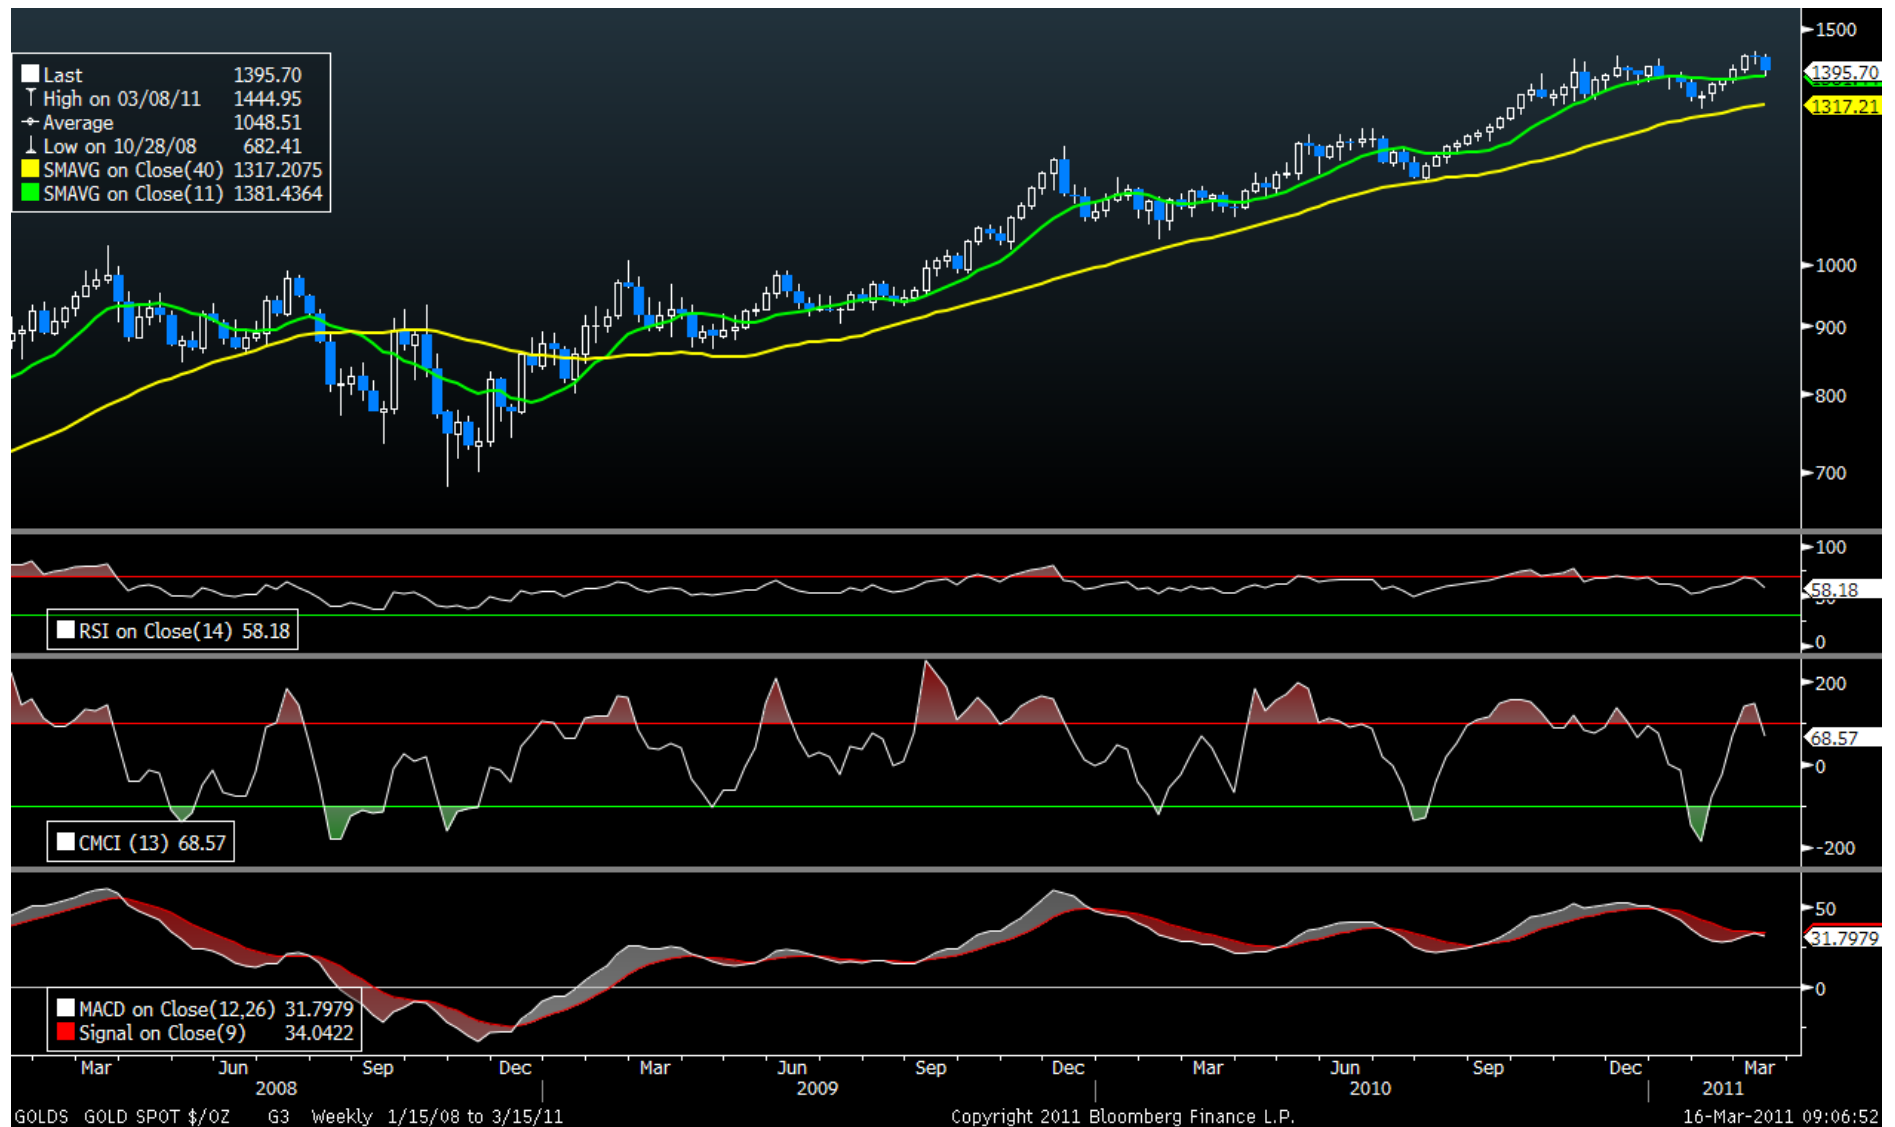 Last 1395.70
High on 03/08/11 1444.95
Average 1048.51
Low on 10/28/08 682.41
SMAVG on Close(40) 1317.2075
SMAVG on Close(11) 1381.4364
1500
1395.70
1317.21
1000
900
800
700
100
58.18
0
RSI on Close(14) 58.18
200
68.57
0
-200
CMCI (13) 68.57
50
31.7979
0
MACD on Close(12,26) 31.7979
Signal on Close(9) 34.0422
Mar Jun Sep Dec Mar Jun Sep Dec Mar Jun Sep Dec Mar
2008 2009 2010 2011
GOLDS GOLD SPOT $/OZ G3 Weekly 1/15/08 to 3/15/11 Copyright 2011 Bloomberg Finance L.P. 16-Mar-2011 09:06:52